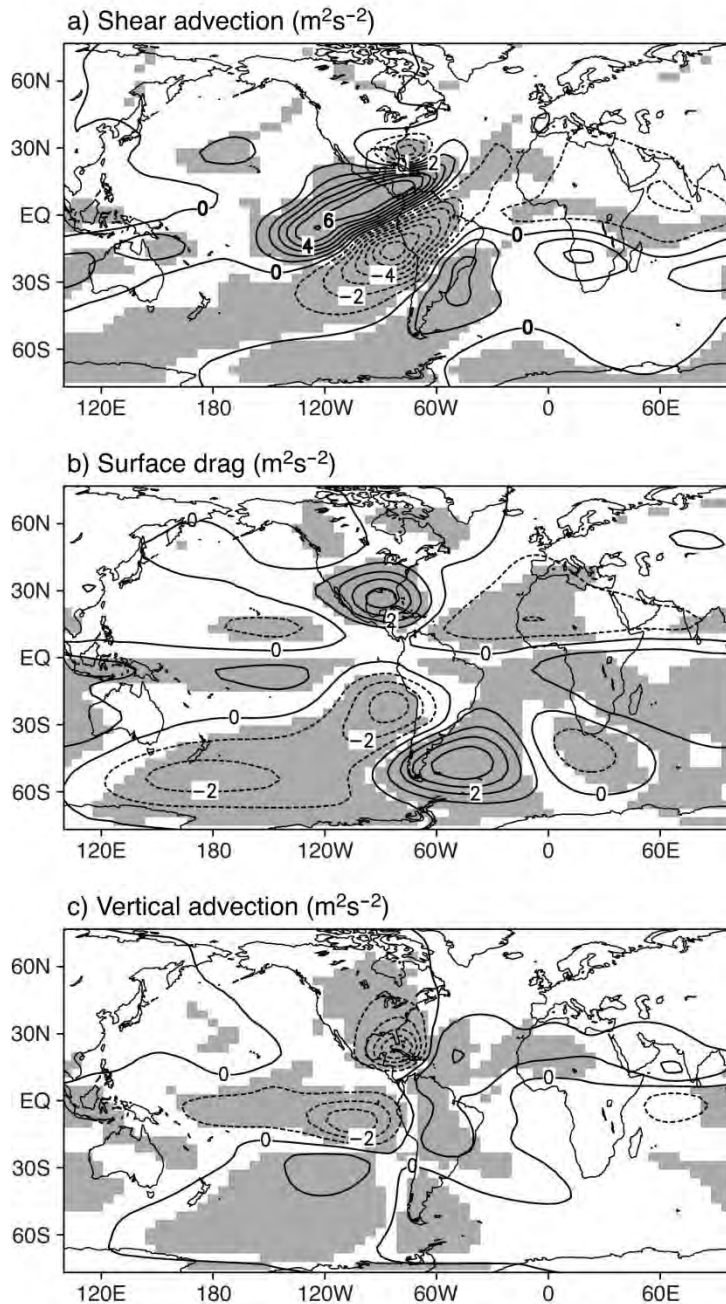 a) Shear advection (m²s⁻²)
60N
30N
2
0
EQ 6
0
4
0 −4
30S
−2
0
60S
120E 180 120W 60W 0 60E
b) Surface drag (m²s⁻²)
60N 0
30N
2
0 0
EQ
30S 0
−2
0
60S −2
2
120E 180 120W 60W 0 60E
c) Vertical advection (m²s⁻²)
60N
30N
0 0
EQ
−2
30S 0
60S
120E 180 120W 60W 0 60E